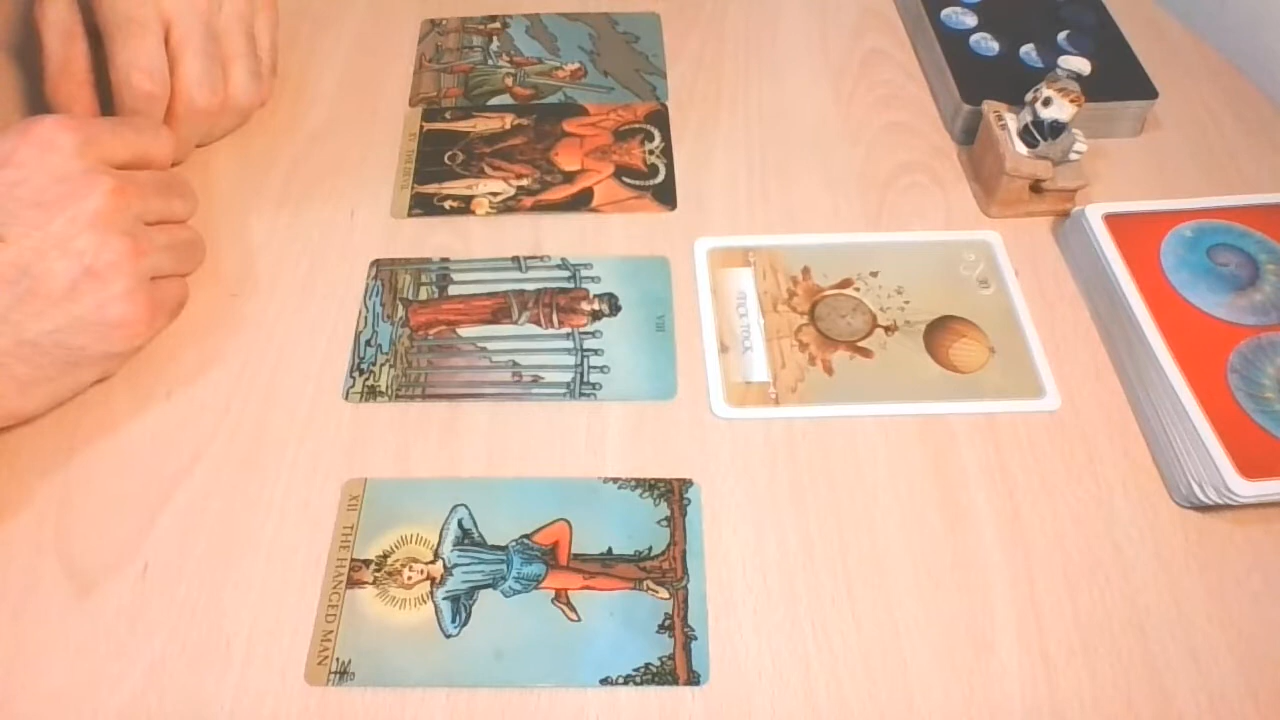 XV THE DEVIL
VIII
TICK TOCK
XII THE HANGED MAN